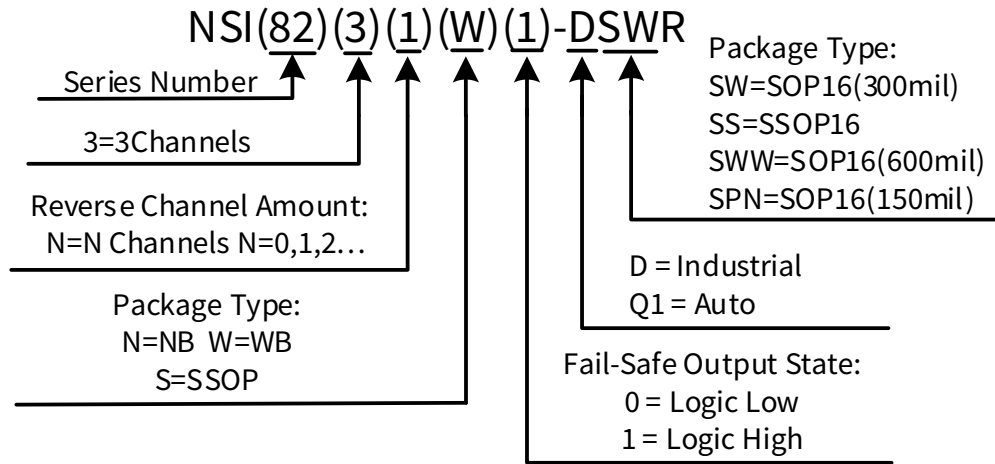 NSI(82)(3)(1)(W)(1)-DSWR
Series Number
3=3Channels
Reverse Channel Amount:
N=N Channels N=0,1,2…
Package Type:
N=NB W=WB
S=SSOP
Package Type:
SW=SOP16(300mil)
SS=SSOP16
SWW=SOP16(600mil)
SPN=SOP16(150mil)
D = Industrial
Q1 = Auto
Fail-Safe Output State:
0 = Logic Low
1 = Logic High